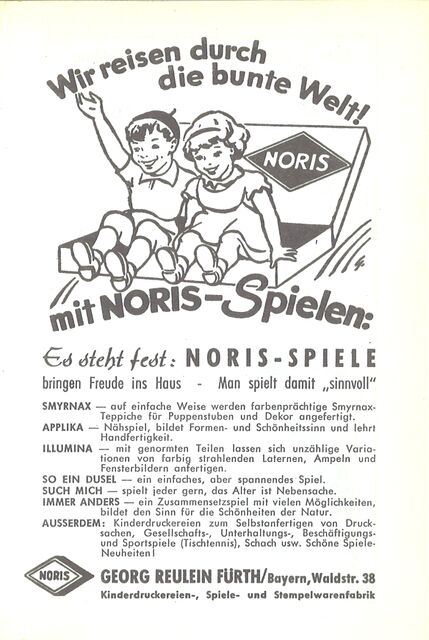 Wir reisen durch
die bunte Welt!
NORIS
mit NORIS-Spielen:
Es steht fest: NORIS-SPIELE
bringen Freude ins Haus - Man spielt damit „sinnvoll"
SMYRNAX — auf einfache Weise werden farbenprächtige Smyrnax-
Teppiche für Puppenstuben und Dekor angefertigt.
APPLIKA — Nähspiel, bildet Formen- und Schönheitssinn und lehrt
Handfertigkeit.
ILLUMINA — mit genormten Teilen lassen sich unzählige Varia-
tionen von farbig strahlenden Laternen, Ampeln und
Fensterbildern anfertigen.
SO EIN DUSEL — ein einfaches, aber spannendes Spiel.
SUCH MICH — spielt jeder gern, das Alter ist Nebensache.
IMMER ANDERS — ein Zusammensetzspiel mit vielen Möglichkeiten,
bildet den Sinn für die Schönheiten der Natur.
AUSSERDEM: Kinderdruckereien zum Selbstanfertigen von Druck-
sachen, Gesellschafts-, Unterhaltungs-, Beschäftigungs-
und Sportspiele (Tischtennis), Schach usw. Schöne Spiele-
Neuheiten!
NORIS
GEORG REULEIN FÜRTH/Bayern, Waldstr. 38
Kinderdruckereien-, Spiele- und Stempelwarenfabrik